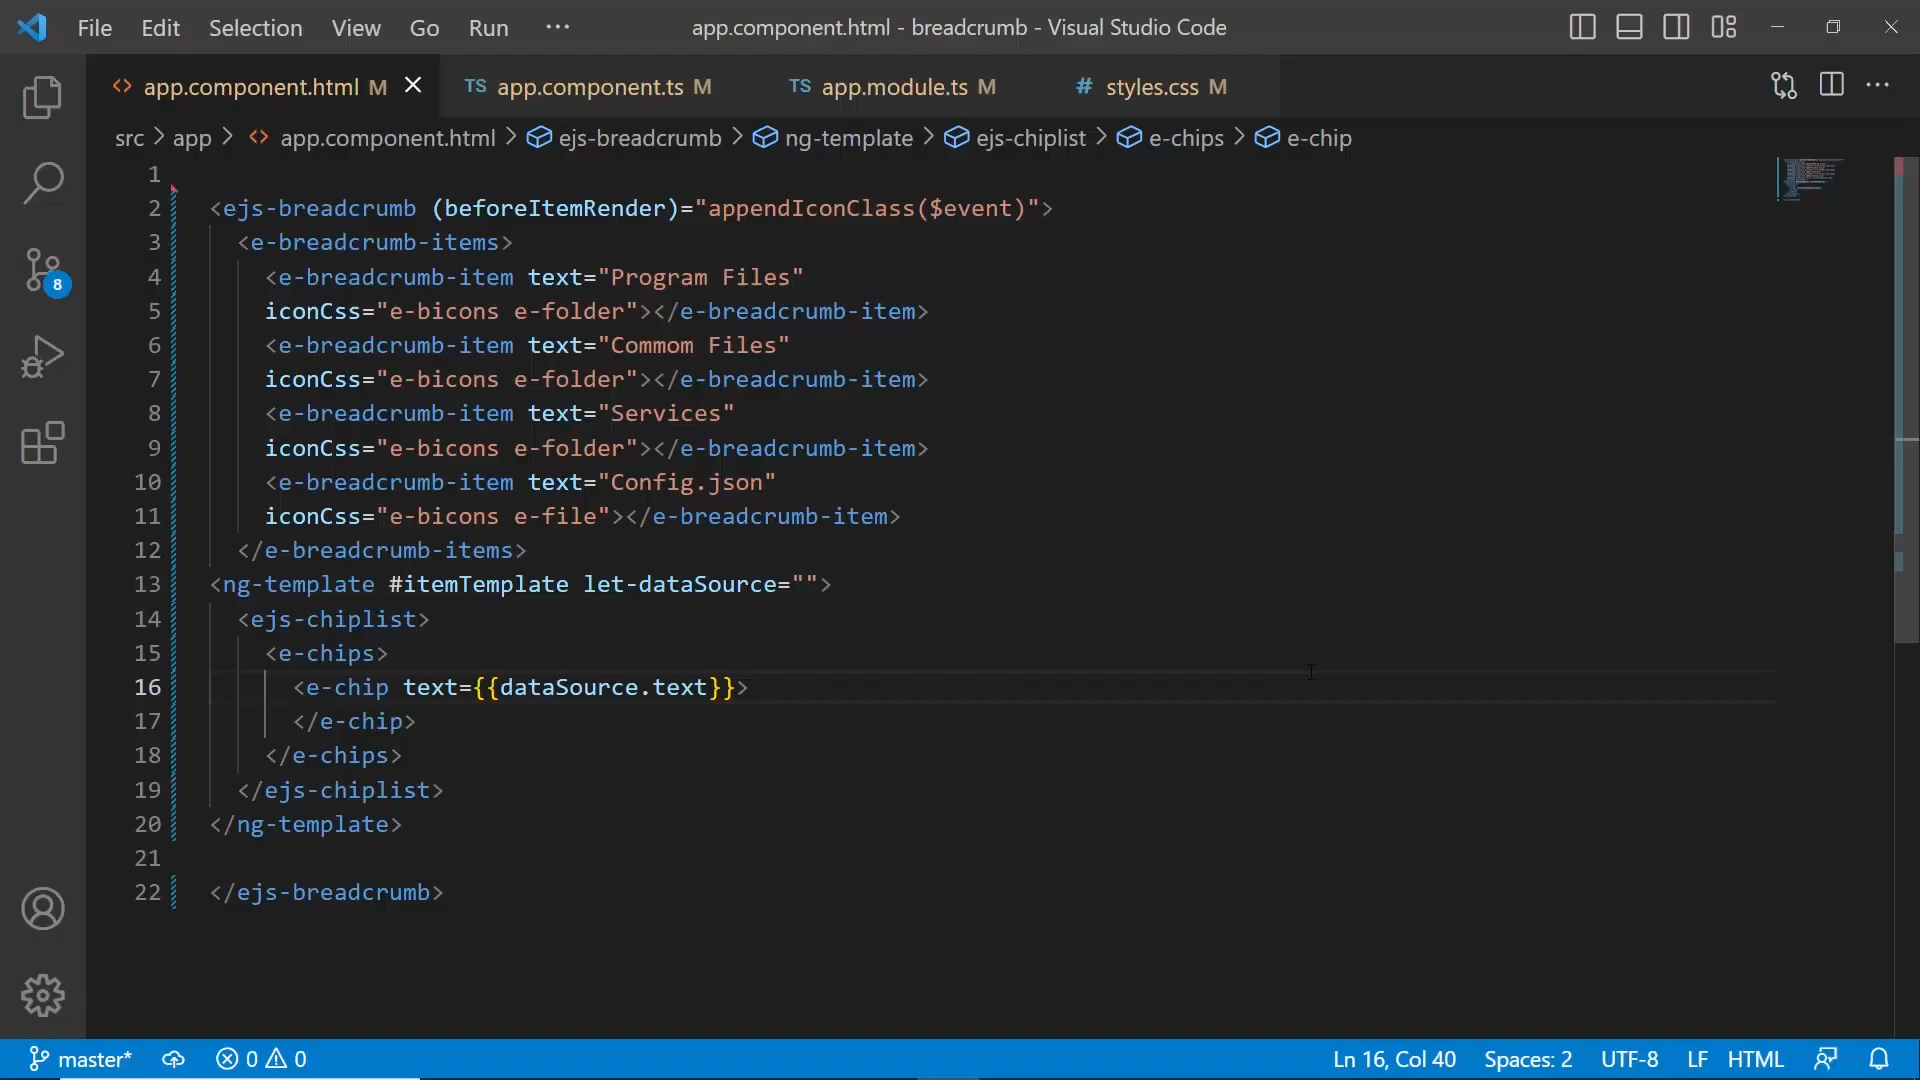 File Edit Selection View Go Run ··· app.component.html - breadcrumb - Visual Studio Code
<> app.component.html M TS app.component.ts M TS app.module.ts M # styles.css M
src > app > <> app.component.html > ejs-breadcrumb > ng-template > ejs-chiplist > e-chips > e-chip
1
2 <ejs-breadcrumb (beforeItemRender)="appendIconClass($event)">
3 <e-breadcrumb-items>
4 <e-breadcrumb-item text="Program Files"
5 iconCss="e-bicons e-folder"></e-breadcrumb-item>
6 <e-breadcrumb-item text="Commom Files"
7 iconCss="e-bicons e-folder"></e-breadcrumb-item>
8 <e-breadcrumb-item text="Services"
9 iconCss="e-bicons e-folder"></e-breadcrumb-item>
10 <e-breadcrumb-item text="Config.json"
11 iconCss="e-bicons e-file"></e-breadcrumb-item>
12 </e-breadcrumb-items>
13 <ng-template #itemTemplate let-dataSource="">
14 <ejs-chiplist>
15 <e-chips>
16 <e-chip text={{dataSource.text}}>
17 </e-chip>
18 </e-chips>
19 </ejs-chiplist>
20 </ng-template>
21
22 </ejs-breadcrumb>
8
master* 0 0 Ln 16, Col 40 Spaces: 2 UTF-8 LF HTML